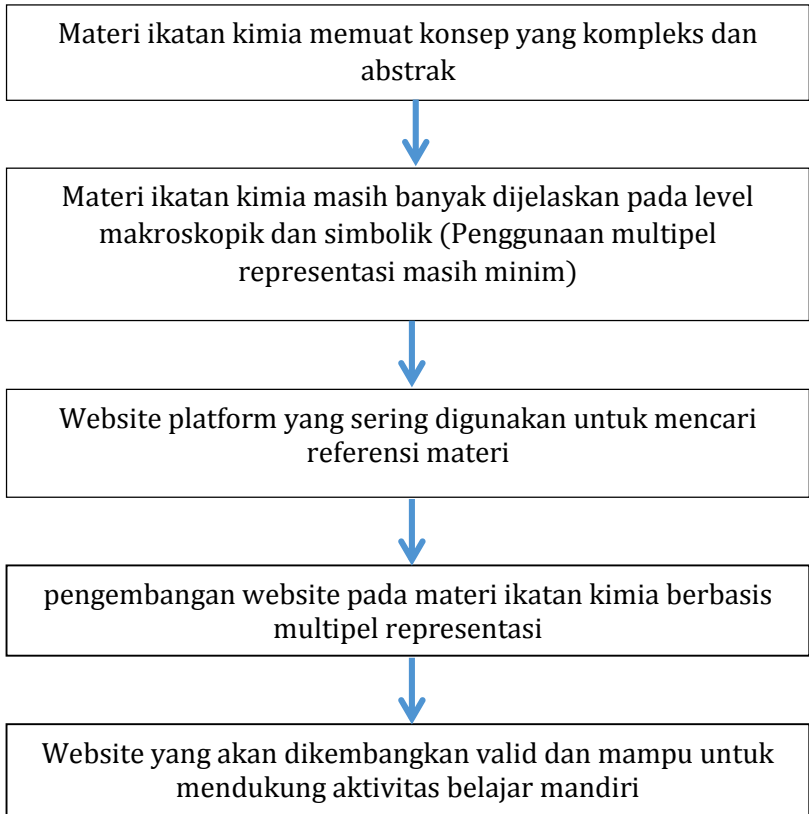 Materi ikatan kimia memuat konsep yang kompleks dan
abstrak
Materi ikatan kimia masih banyak dijelaskan pada level
makroskopik dan simbolik (Penggunaan multipel
representasi masih minim)
Website platform yang sering digunakan untuk mencari
referensi materi
pengembangan website pada materi ikatan kimia berbasis
multipel representasi
Website yang akan dikembangkan valid dan mampu untuk
mendukung aktivitas belajar mandiri